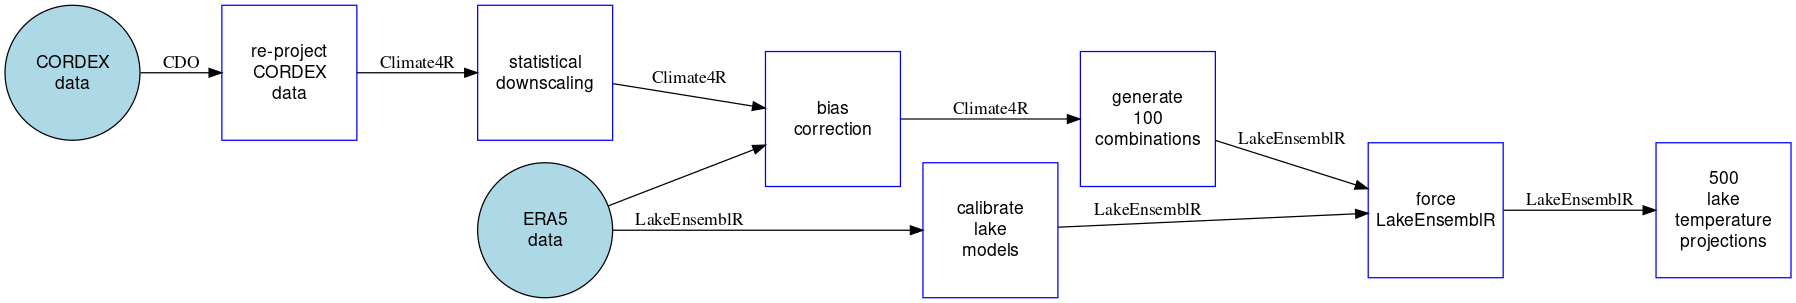 CORDEX
data
CDO
re-project
CORDEX
data
Climate4R
statistical
downscaling
Climate4R
bias
correction
Climate4R
generate
100
combinations
LakeEnsemblR
ERA5
data
LakeEnsemblR
calibrate
lake
models
LakeEnsemblR
force
LakeEnsemblR
LakeEnsemblR
500
lake
temperature
projections